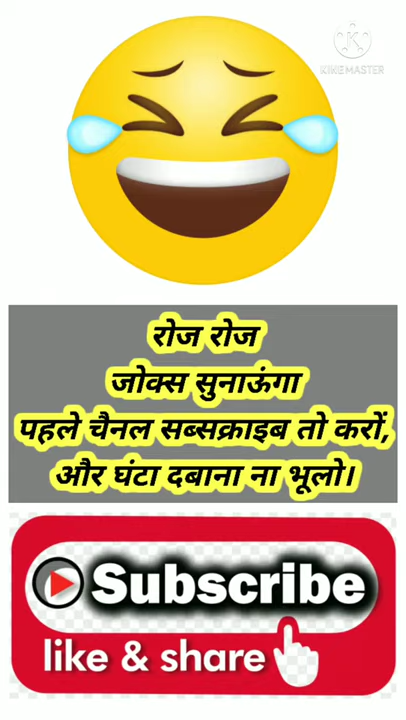 KINEMASTER
रोज रोज
जोक्स सुनाऊंगा
पहले चैनल सब्सक्राइब तो करों,
और घंटा दबाना ना भूलो।
Subscribe
like & share